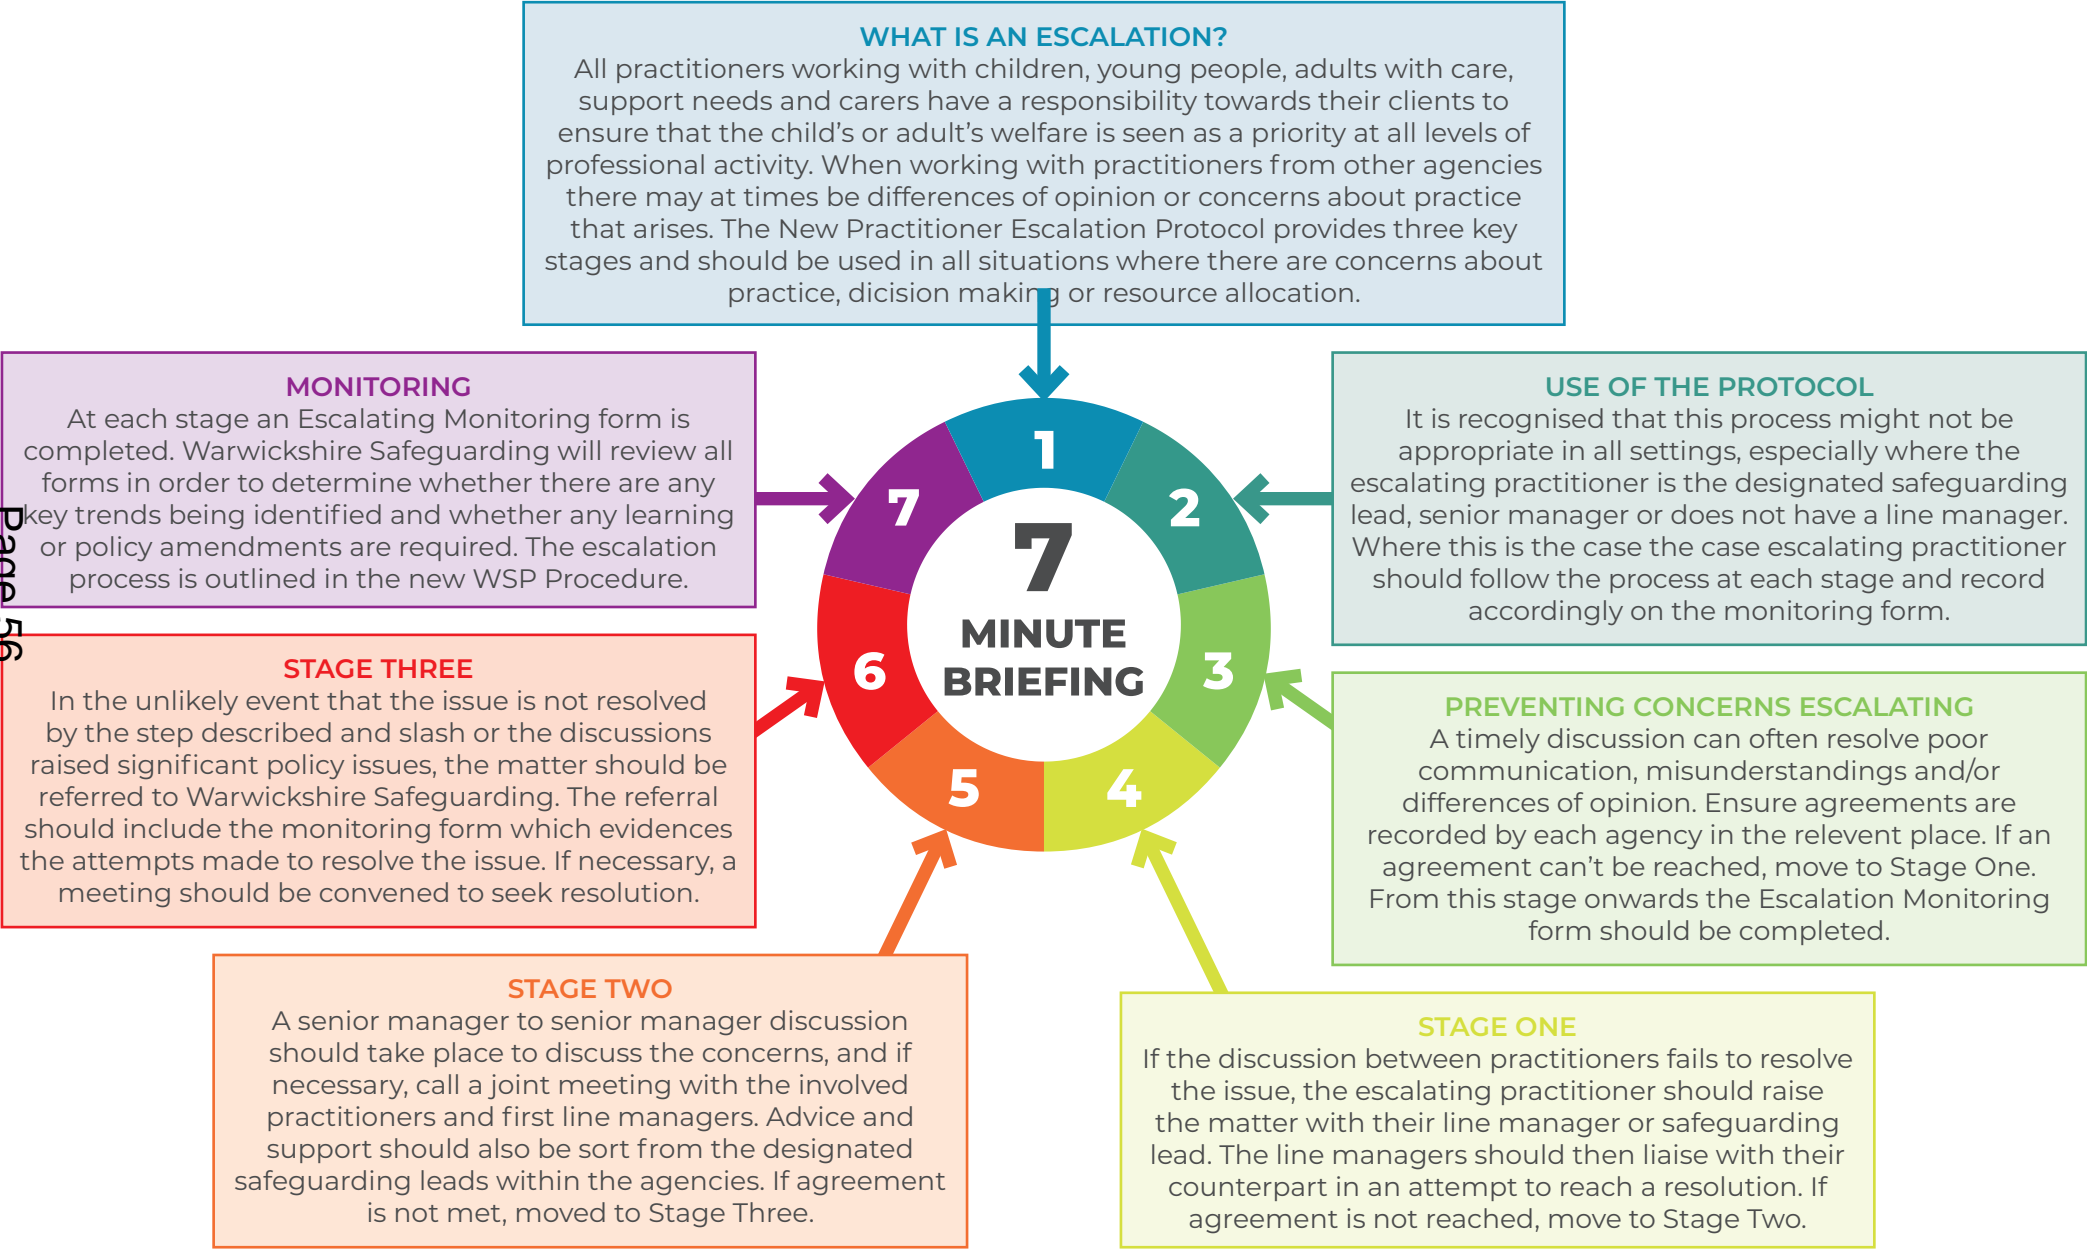 WHAT IS AN ESCALATION?
All practitioners working with children, young people, adults with care,
support needs and carers have a responsibility towards their clients to
ensure that the child's or adult's welfare is seen as a priority at all levels of
professional activity. When working with practitioners from other agencies
there may at times be differences of opinion or concerns about practice
that arises. The New Practitioner Escalation Protocol provides three key
stages and should be used in all situations where there are concerns about
practice, dicision making or resource allocation.
1
2
3
4
5
6
7
7
MINUTE
BRIEFING
USE OF THE PROTOCOL
It is recognised that this process might not be
appropriate in all settings, especially where the
escalating practitioner is the designated safeguarding
lead, senior manager or does not have a line manager.
Where this is the case the case escalating practitioner
should follow the process at each stage and record
accordingly on the monitoring form.
PREVENTING CONCERNS ESCALATING
A timely discussion can often resolve poor
communication, misunderstandings and/or
differences of opinion. Ensure agreements are
recorded by each agency in the relevent place. If an
agreement can't be reached, move to Stage One.
From this stage onwards the Escalation Monitoring
form should be completed.
STAGE ONE
If the discussion between practitioners fails to resolve
the issue, the escalating practitioner should raise
the matter with their line manager or safeguarding
lead. The line managers should then liaise with their
counterpart in an attempt to reach a resolution. If
agreement is not reached, move to Stage Two.
STAGE TWO
A senior manager to senior manager discussion
should take place to discuss the concerns, and if
necessary, call a joint meeting with the involved
practitioners and first line managers. Advice and
support should also be sort from the designated
safeguarding leads within the agencies. If agreement
is not met, moved to Stage Three.
STAGE THREE
In the unlikely event that the issue is not resolved
by the step described and slash or the discussions
raised significant policy issues, the matter should be
referred to Warwickshire Safeguarding. The referral
should include the monitoring form which evidences
the attempts made to resolve the issue. If necessary, a
meeting should be convened to seek resolution.
MONITORING
At each stage an Escalating Monitoring form is
completed. Warwickshire Safeguarding will review all
forms in order to determine whether there are any
key trends being identified and whether any learning
or policy amendments are required. The escalation
process is outlined in the new WSP Procedure.
Page 56